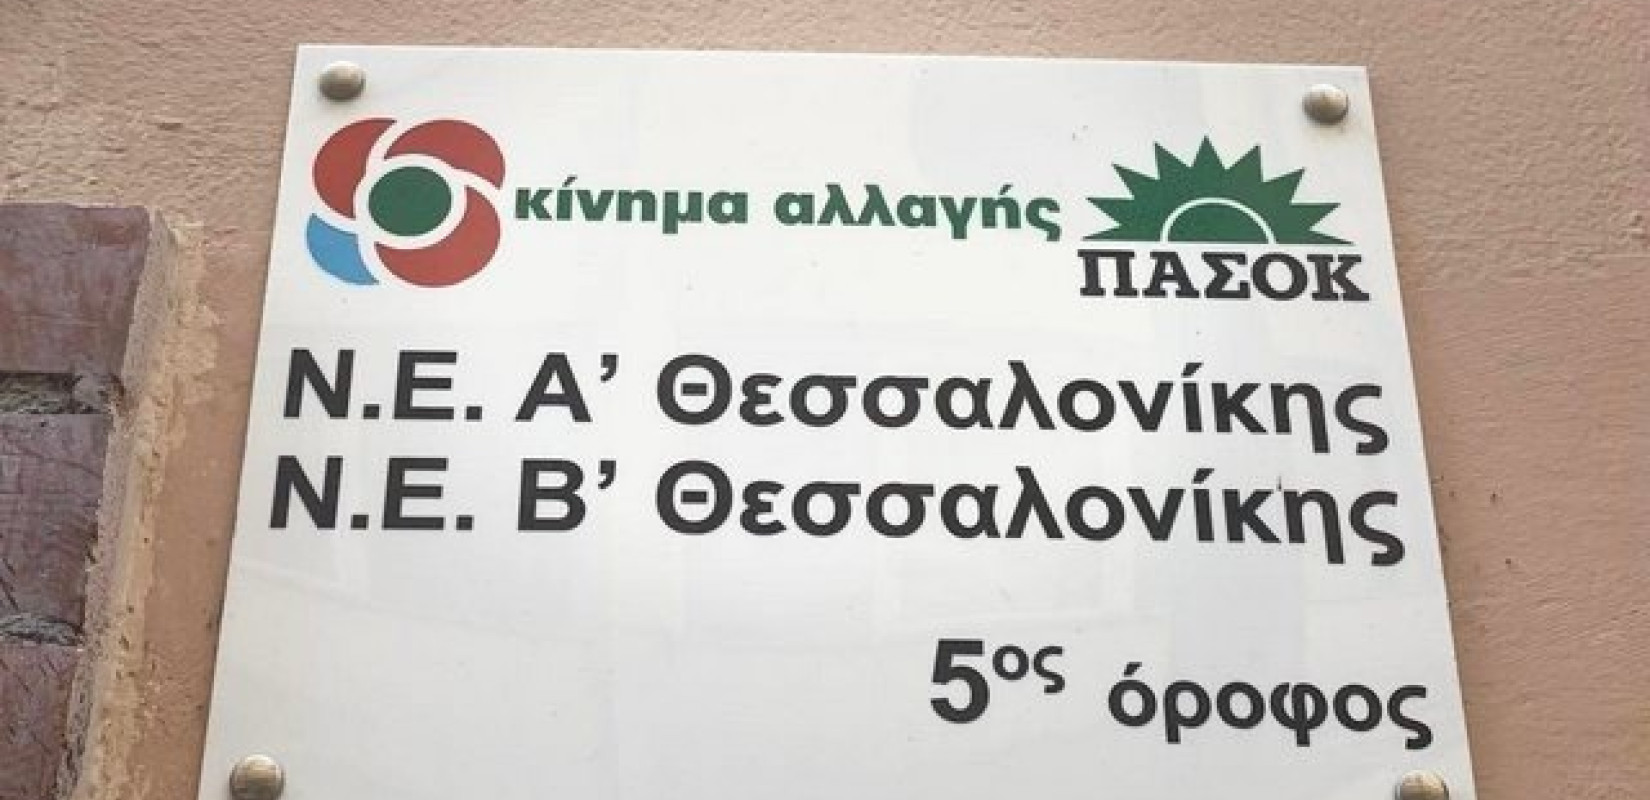 κίνημα αλλαγής ΠΑΣΟΚ
Ν.Ε. Α’ Θεσσαλονίκης
Ν.Ε. Β’ Θεσσαλονίκης
5ος όροφος